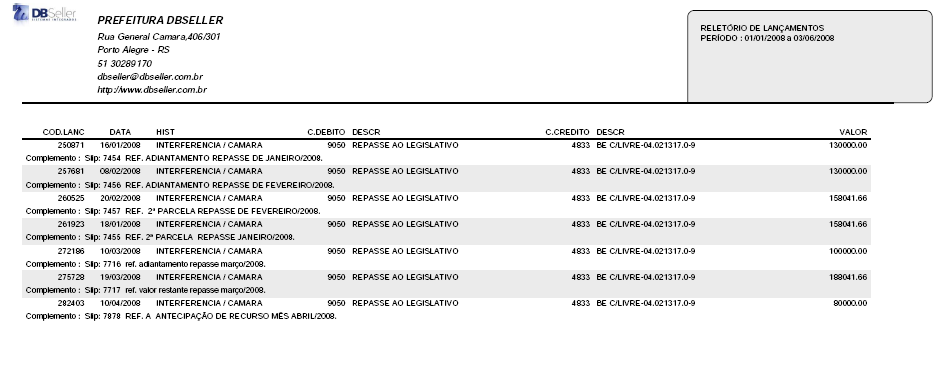 DBSeller
PREFEITURA DBSELLER
Rua General Camara,406/301
Porto Alegre - RS
51 30289170
dbseller@dbseller.com.br
http://www.dbseller.com.br
RELETÓRIO DE LANÇAMENTOS
PERÍODO : 01/01/2008 a 03/06/2008
COD.LANC DATA HIST C.DEBITO DESCR C.CREDITO DESCR VALOR
250871 16/01/2008 INTERFERENCIA / CAMARA 9050 REPASSE AO LEGISLATIVO 4833 BE C/LIVRE-04.021317.0-9 130000.00
Complemento : Slip: 7454 REF. ADIANTAMENTO REPASSE DE JANEIRO/2008.
257681 08/02/2008 INTERFERENCIA / CAMARA 9050 REPASSE AO LEGISLATIVO 4833 BE C/LIVRE-04.021317.0-9 130000.00
Complemento : Slip: 7456 REF. ADIANTAMENTO REPASSE DE FEVEREIRO/2008.
260525 20/02/2008 INTERFERENCIA / CAMARA 9050 REPASSE AO LEGISLATIVO 4833 BE C/LIVRE-04.021317.0-9 158041.66
Complemento : Slip: 7457 REF. 2ª PARCELA REPASSE DE FEVEREIRO/2008.
261923 18/01/2008 INTERFERENCIA / CAMARA 9050 REPASSE AO LEGISLATIVO 4833 BE C/LIVRE-04.021317.0-9 158041.66
Complemento : Slip: 7455 REF. 2ª PARCELA REPASSE JANEIRO/2008.
272186 10/03/2008 INTERFERENCIA / CAMARA 9050 REPASSE AO LEGISLATIVO 4833 BE C/LIVRE-04.021317.0-9 100000.00
Complemento : Slip: 7716 ref. adiantamento repasse março/2008.
275728 19/03/2008 INTERFERENCIA / CAMARA 9050 REPASSE AO LEGISLATIVO 4833 BE C/LIVRE-04.021317.0-9 188041.66
Complemento : Slip: 7717 ref. valor restante repasse março/2008.
282403 10/04/2008 INTERFERENCIA / CAMARA 9050 REPASSE AO LEGISLATIVO 4833 BE C/LIVRE-04.021317.0-9 80000.00
Complemento : Slip: 7878 REF. A ANTECIPAÇÃO DE RECURSO MÊS ABRIL/2008.